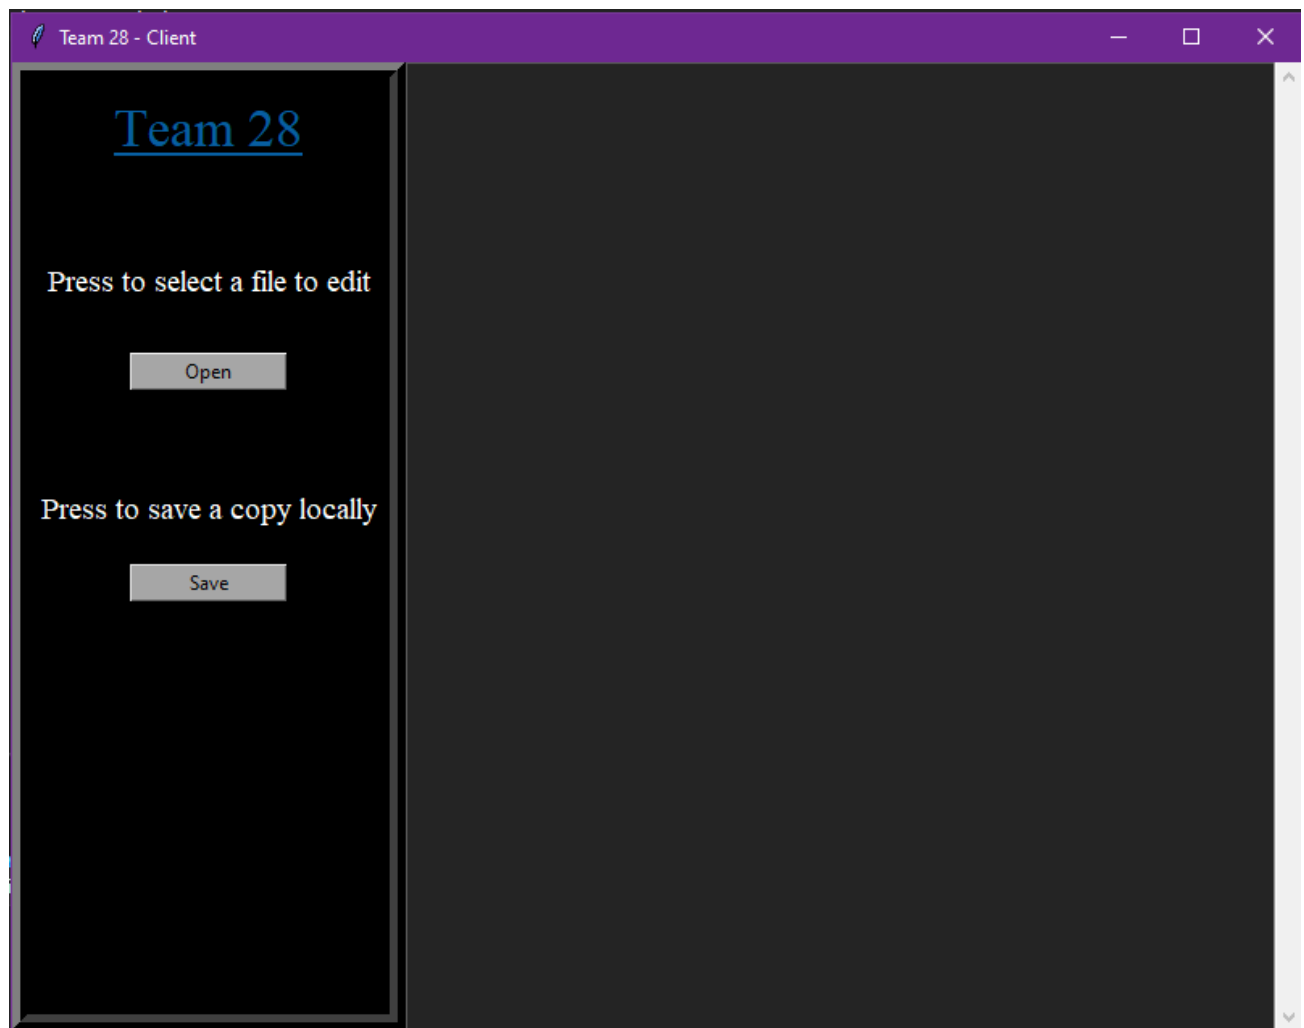 Team 28 - Client
Team 28
Press to select a file to edit
Open
Press to save a copy locally
Save